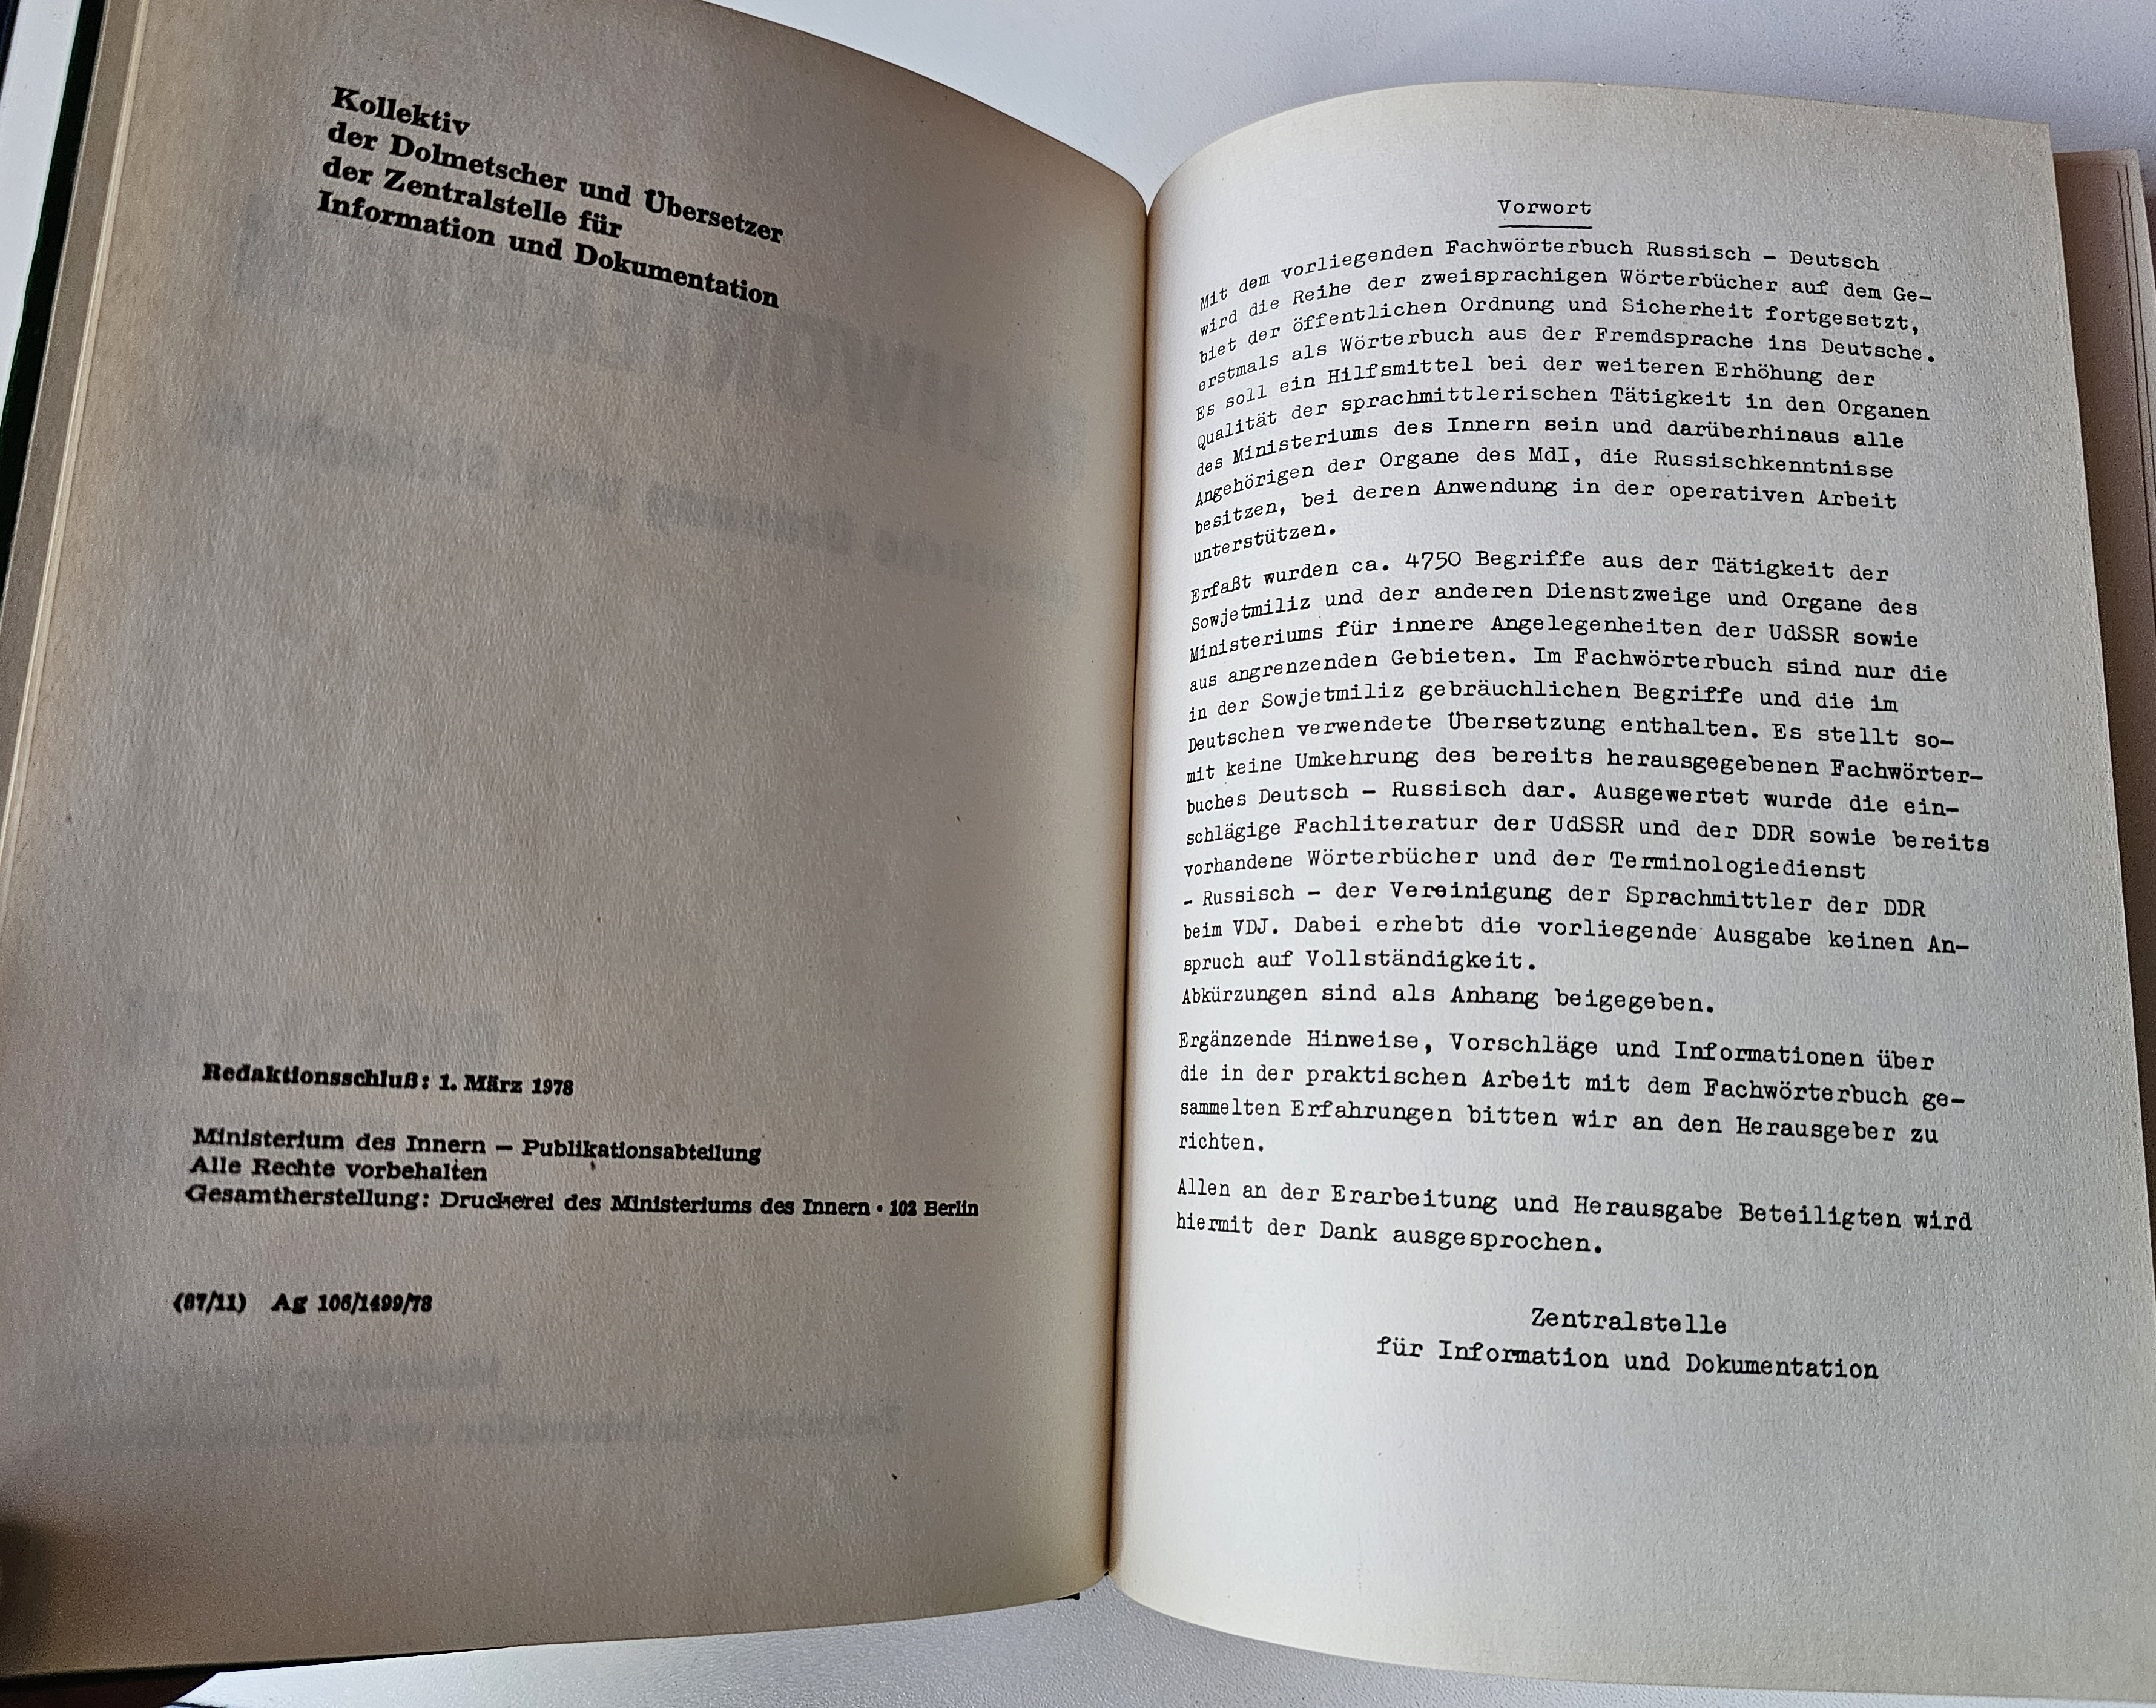 Kollektiv
der Dolmetscher und Übersetzer
der Zentralstelle für
Information und Dokumentation
Redaktionsschluß: 1. März 1978
Ministerium des Innern — Publikationsabteilung
Alle Rechte vorbehalten
Gesamtherstellung: Druckerei des Ministeriums des Innern · 102 Berlin
(87/11) Ag 106/1499/78
Vorwort
Mit dem vorliegenden Fachwörterbuch Russisch – Deutsch
wird die Reihe der zweisprachigen Wörterbücher auf dem Ge-
biet der öffentlichen Ordnung und Sicherheit fortgesetzt,
erstmals als Wörterbuch aus der Fremdsprache ins Deutsche.
Es soll ein Hilfsmittel bei der weiteren Erhöhung der
Qualität der sprachmittlerischen Tätigkeit in den Organen
des Ministeriums des Innern sein und darüberhinaus alle
Angehörigen der Organe des MdI, die Russischkenntnisse
besitzen, bei deren Anwendung in der operativen Arbeit
unterstützen.
Erfaßt wurden ca. 4750 Begriffe aus der Tätigkeit der
Sowjetmiliz und der anderen Dienstzweige und Organe des
Ministeriums für innere Angelegenheiten der UdSSR sowie
aus angrenzenden Gebieten. Im Fachwörterbuch sind nur die
in der Sowjetmiliz gebräuchlichen Begriffe und die im
Deutschen verwendete Übersetzung enthalten. Es stellt so-
mit keine Umkehrung des bereits herausgegebenen Fachwörter-
buches Deutsch – Russisch dar. Ausgewertet wurde die ein-
schlägige Fachliteratur der UdSSR und der DDR sowie bereits
vorhandene Wörterbücher und der Terminologiedienst
– Russisch – der Vereinigung der Sprachmittler der DDR
beim VDJ. Dabei erhebt die vorliegende Ausgabe keinen An-
spruch auf Vollständigkeit.
Abkürzungen sind als Anhang beigegeben.
Ergänzende Hinweise, Vorschläge und Informationen über
die in der praktischen Arbeit mit dem Fachwörterbuch ge-
sammelten Erfahrungen bitten wir an den Herausgeber zu
richten.
Allen an der Erarbeitung und Herausgabe Beteiligten wird
hiermit der Dank ausgesprochen.
Zentralstelle
für Information und Dokumentation